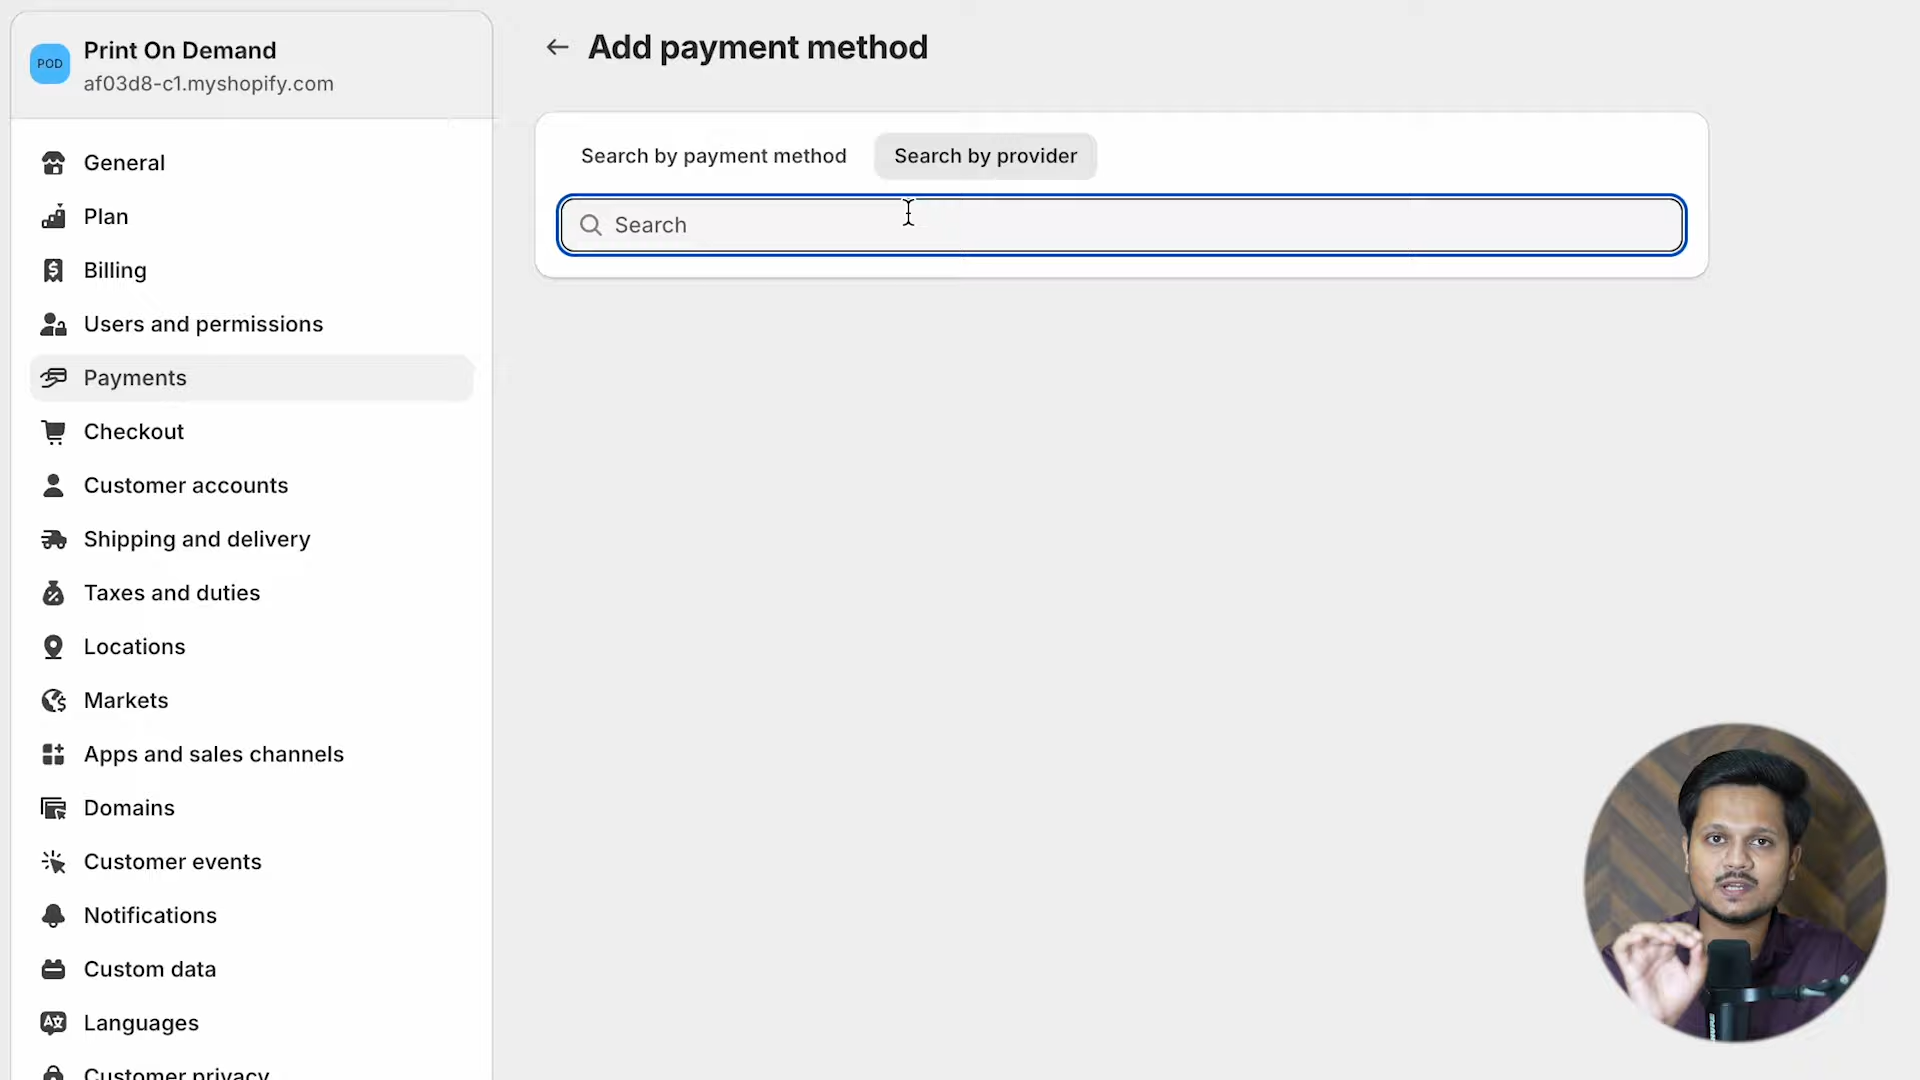 POD
Print On Demand
af03d8-c1.myshopify.com
General
Plan
Billing
Users and permissions
Payments
Checkout
Customer accounts
Shipping and delivery
Taxes and duties
Locations
Markets
Apps and sales channels
Domains
Customer events
Notifications
Custom data
Languages
Customer privacy
Add payment method
Search by payment method
Search by provider
Search